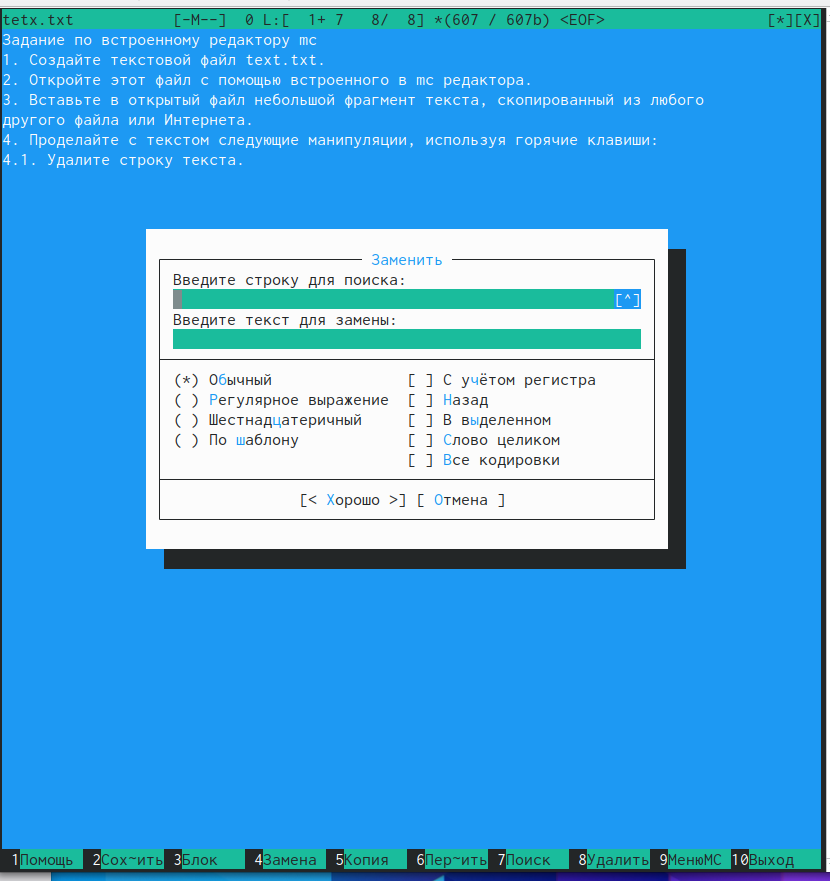 tetx.txt [-M--] 0 L:[ 1+ 7 8/ 8] *(607 / 607b) <EOF> [*][X]
Задание по встроенному редактору mc
1. Создайте текстовой файл text.txt.
2. Откройте этот файл с помощью встроенного в mc редактора.
3. Вставьте в открытый файл небольшой фрагмент текста, скопированный из любого
другого файла или Интернета.
4. Проделайте с текстом следующие манипуляции, используя горячие клавиши:
4.1. Удалите строку текста.
Заменить
Введите строку для поиска:
[^]
Введите текст для замены:
(*) Обычный [ ] С учётом регистра
( ) Регулярное выражение [ ] Назад
( ) Шестнадцатеричный [ ] В выделенном
( ) По шаблону [ ] Слово целиком
[ ] Все кодировки
[< Хорошо >] [ Отмена ]
1Помощь 2Сох~ить 3Блок 4Замена 5Копия 6Пер~ить 7Поиск 8Удалить 9МенюMC 10Выход